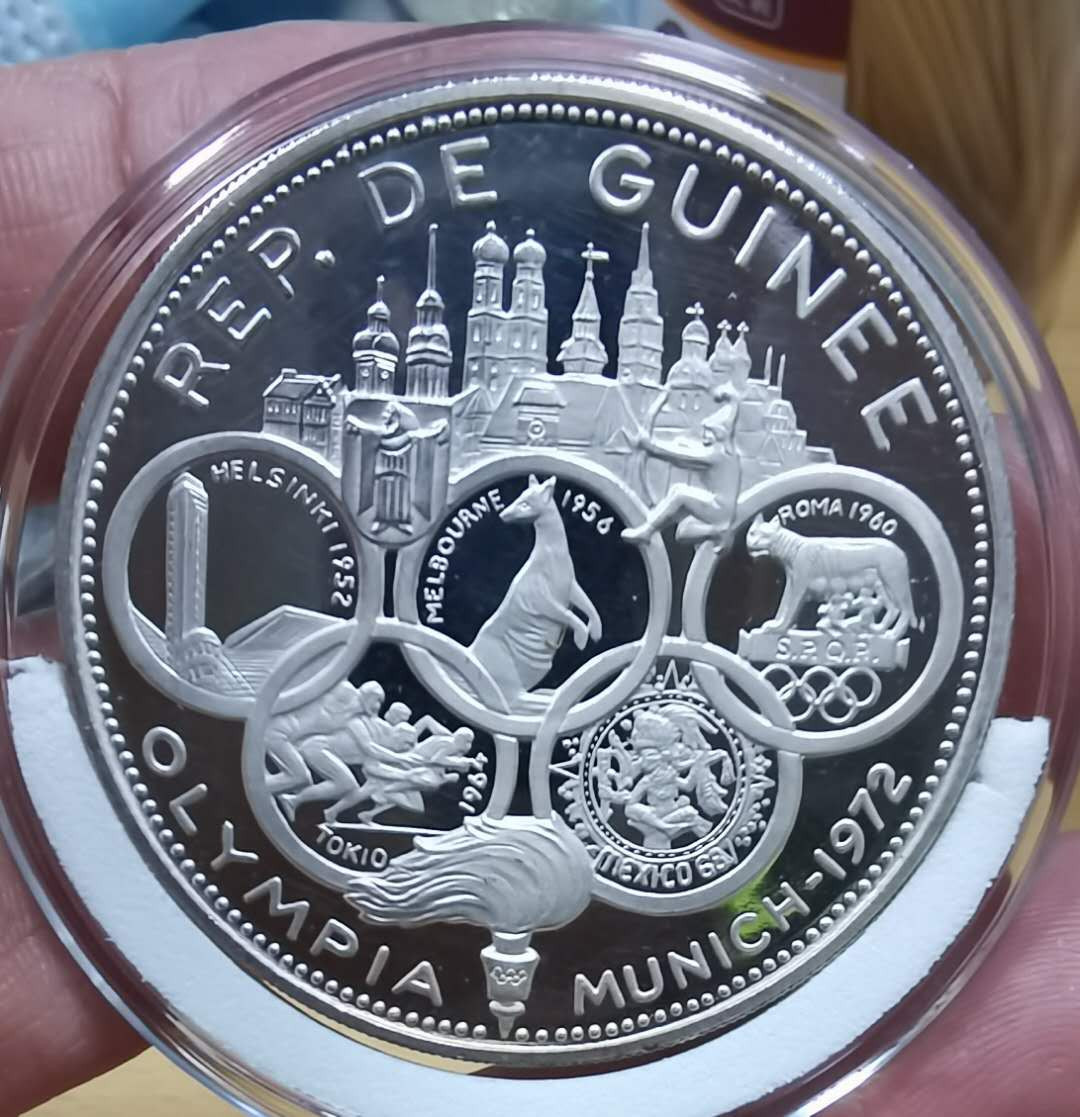 REP. DE GUINEE
HELSINKI 1952
MELBOURNE 1956
ROMA 1960
S.P.Q.R.
TOKIO 1964
MEXICO 68
OLYMPIA MUNICH-1972